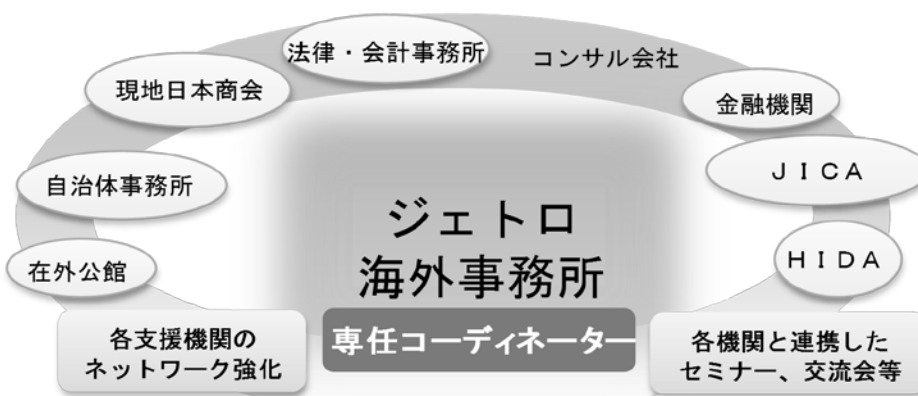 法律・会計事務所
コンサル会社
現地日本商会
金融機関
自治体事務所
ＪＩＣＡ
在外公館
ＨＩＤＡ
ジェトロ
海外事務所
専任コーディネーター
各支援機関の
ネットワーク強化
各機関と連携した
セミナー、交流会等